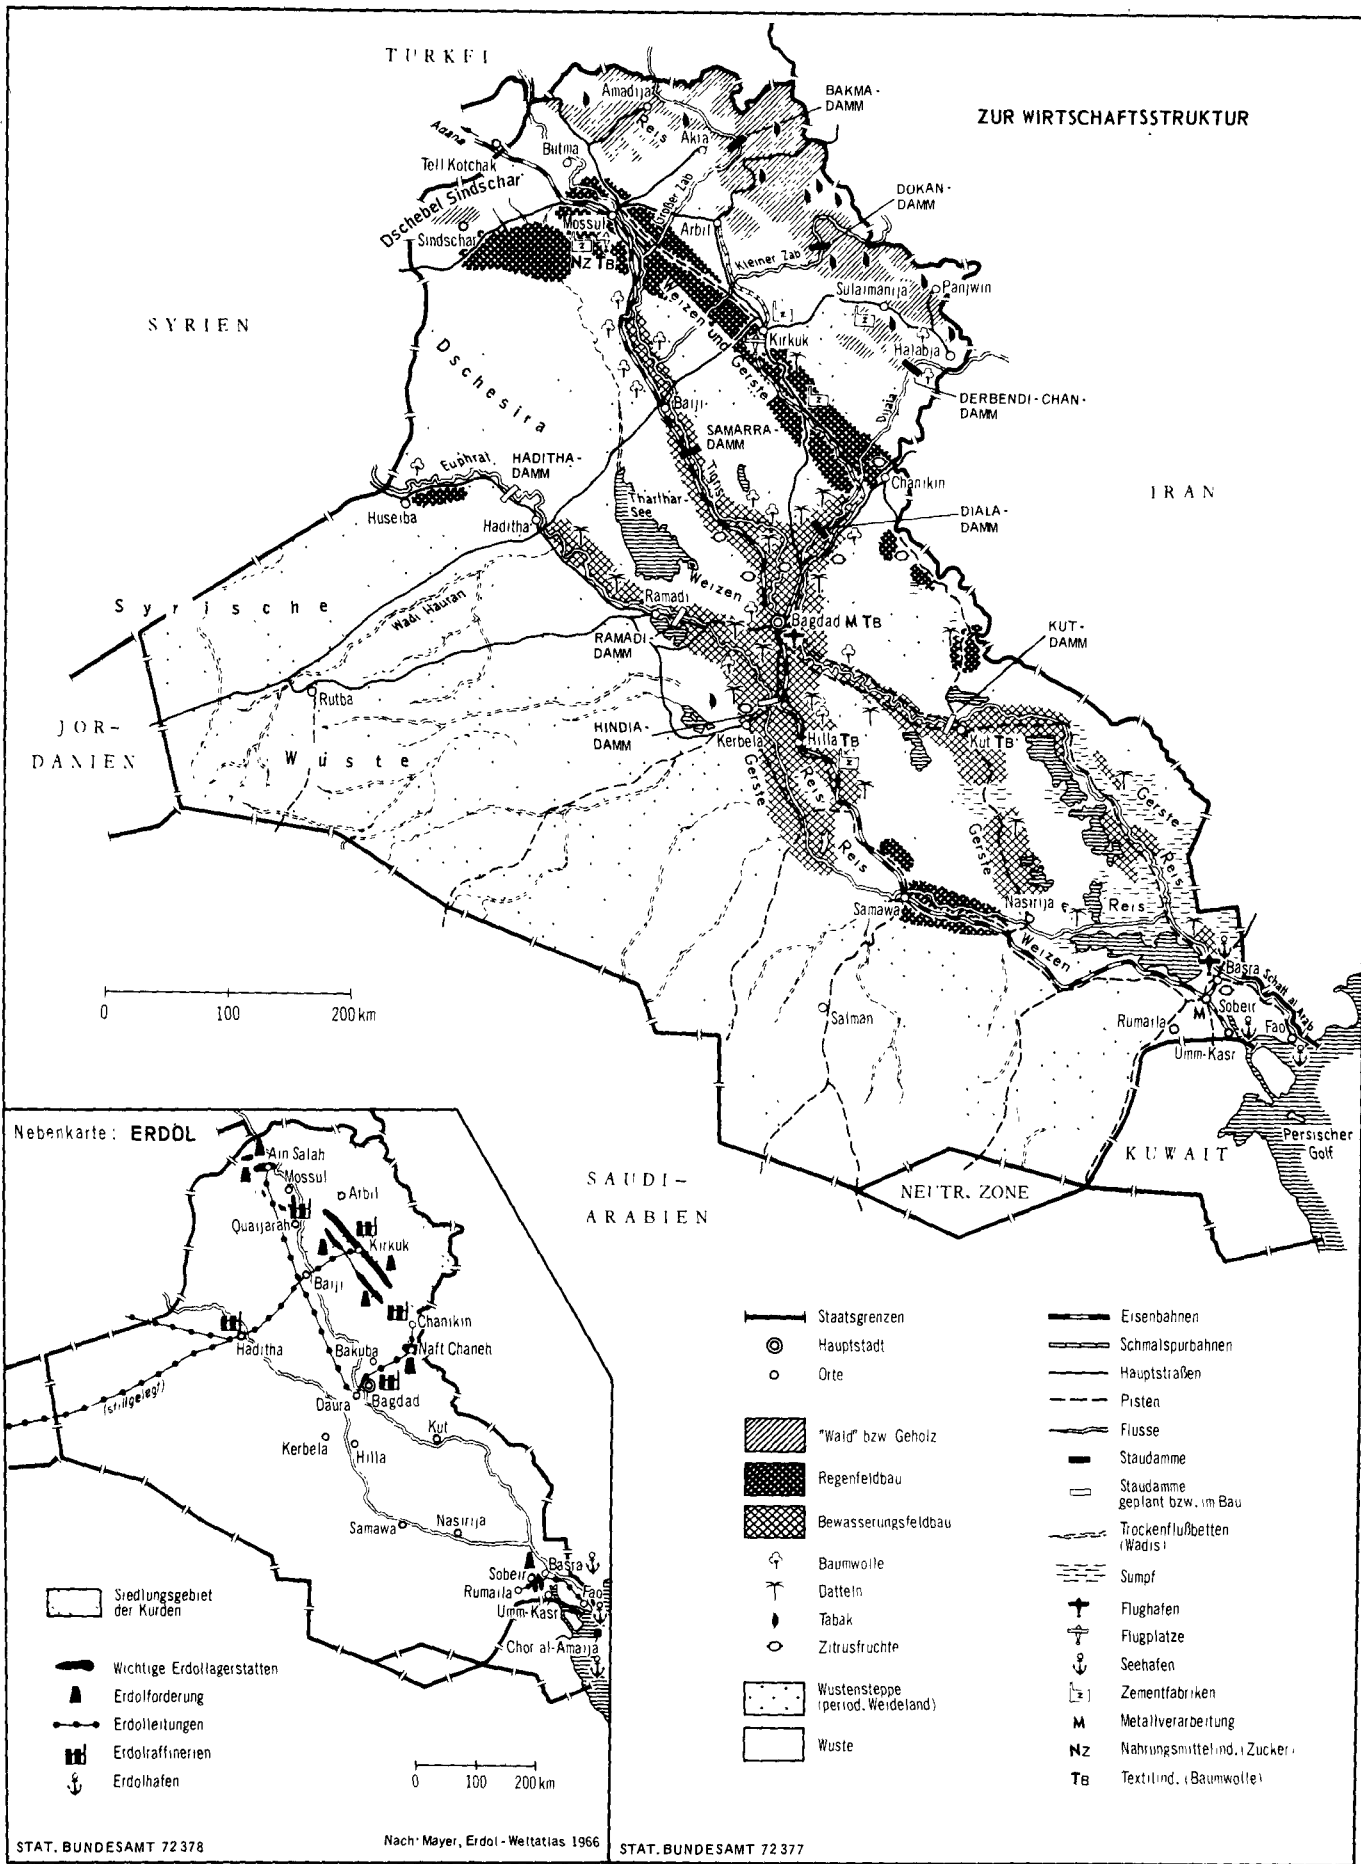 TÜRKEI
ZUR WIRTSCHAFTSSTRUKTUR
BAKMA-
DAMM
Amadija
Reis
Akra
Adana
Butma
Tell Kotchak
Dschebel Sindschar
Sindschar
Mossul
NZ TB
Großer Zab
Arbil
DOKAN-
DAMM
Kleiner Zab
Sulaimanija
Panjwin
SYRIEN
Weizen und
Gerste
Kirkuk
Halabja
Dschesira
DERBENDI-CHAN-
DAMM
Dijala
Baiji
SAMARRA-
DAMM
Euphrat
HADITHA-
DAMM
Tigris
Chanikin
IRAN
Huseiba
Haditha
Tharthar-
See
DIALA-
DAMM
Weizen
Syrische
Wadi Hauran
Ramadi
Bagdad M TB
RAMADI-
DAMM
KUT-
DAMM
Rutba
JOR-
DANIEN
Wüste
HINDIA-
DAMM
Kerbela
Hilla TB
Kut TB
Gerste
Reis
Gerste
Gerste
Reis
Reis
Samawa
Nasirija
Reis
Weizen
Basra
Schatt al Arab
0 100 200 km
Salman
M
Sobeir
Rumaila
Fao
Umm-Kasr
Persischer
Golf
KUWAIT
NEUTR. ZONE
SAUDI-
ARABIEN
Nebenkarte: ERDÖL
Ain Salah
Mossul
Arbil
Quaijarah
Kirkuk
Baiji
Chanikin
Haditha
Bakuba
Naft Chaneh
(stillgelegt)
Daura
Bagdad
Kut
Kerbela
Hilla
Samawa
Nasirija
Basra
Sobeir
Rumaila
Fao
Umm-Kasr
Chor al-Amaija
Siedlungsgebiet
der Kurden
Wichtige Erdöllagerstätten
Erdölförderung
Erdölleitungen
Erdölraffinerien
Erdölhafen
0 100 200 km
STAT. BUNDESAMT 72378
Nach: Mayer, Erdöl-Weltatlas 1966
Staatsgrenzen
Hauptstadt
Orte
"Wald" bzw Gehölz
Regenfeldbau
Bewässerungsfeldbau
Baumwolle
Datteln
Tabak
Zitrusfrüchte
Wüstensteppe
(period. Weideland)
Wüste
Eisenbahnen
Schmalspurbahnen
Hauptstraßen
Pisten
Flüsse
Staudämme
Staudämme
geplant bzw. im Bau
Trockenflußbetten
(Wadis)
Sumpf
Flughafen
Flugplätze
Seehafen
Zementfabriken
M Metallverarbeitung
NZ Nahrungsmittelind. (Zucker)
TB Textilind. (Baumwolle)
STAT. BUNDESAMT 72377